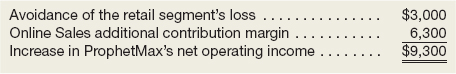 Avoidance of the retail segment's loss ................ $3,000
Online Sales additional contribution margin ........... 6,300
Increase in ProphetMax's net operating income ........ $9,300